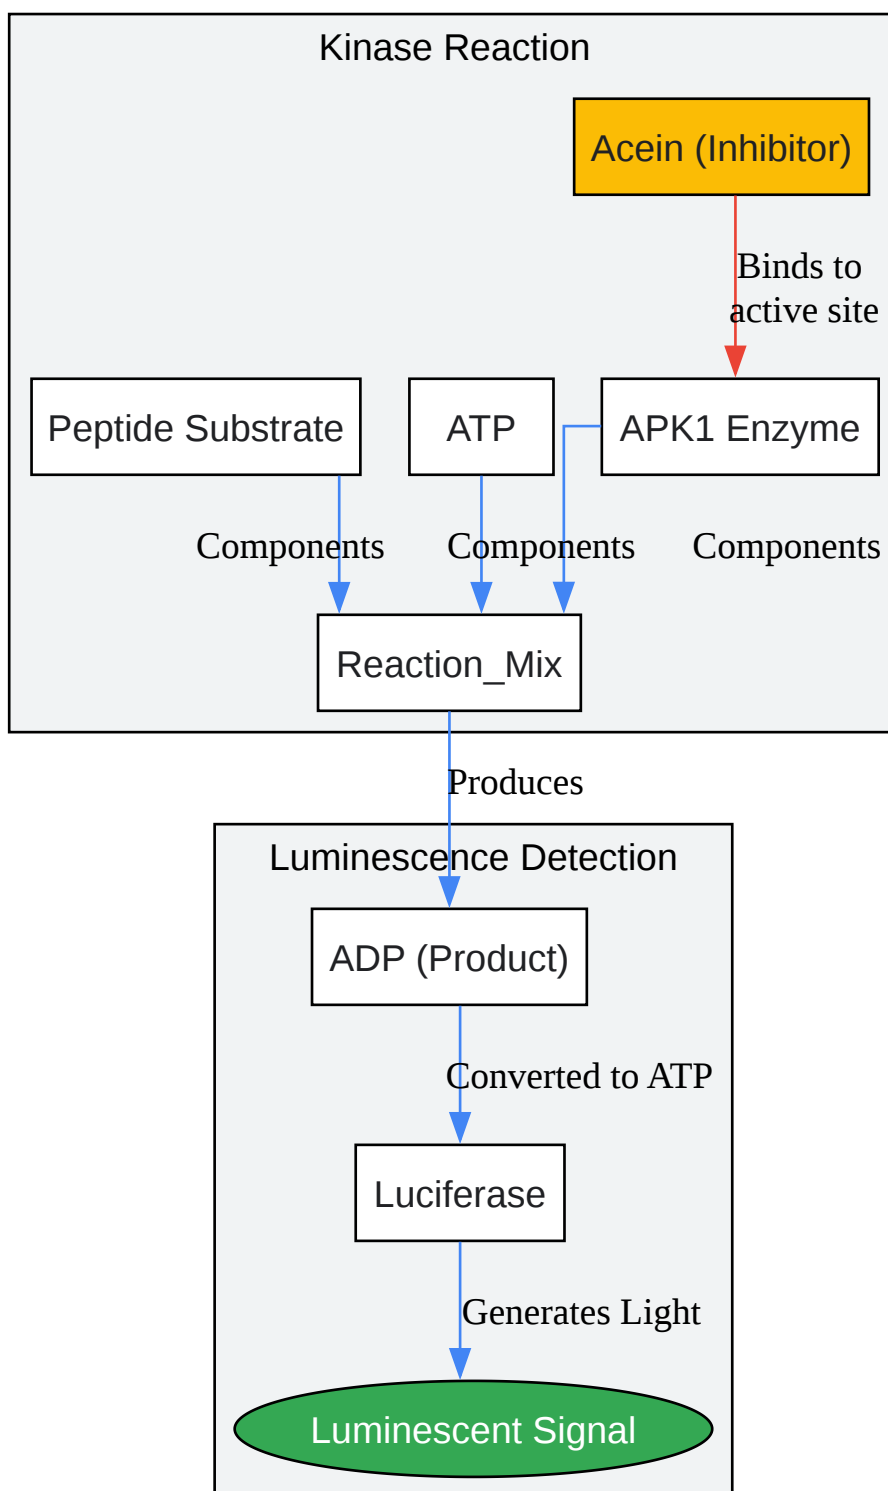 Kinase Reaction
Acein (Inhibitor)
Binds to
active site
Peptide Substrate
ATP
APK1 Enzyme
Components
Components
Components
Reaction_Mix
Produces
Luminescence Detection
ADP (Product)
Converted to ATP
Luciferase
Generates Light
Luminescent Signal